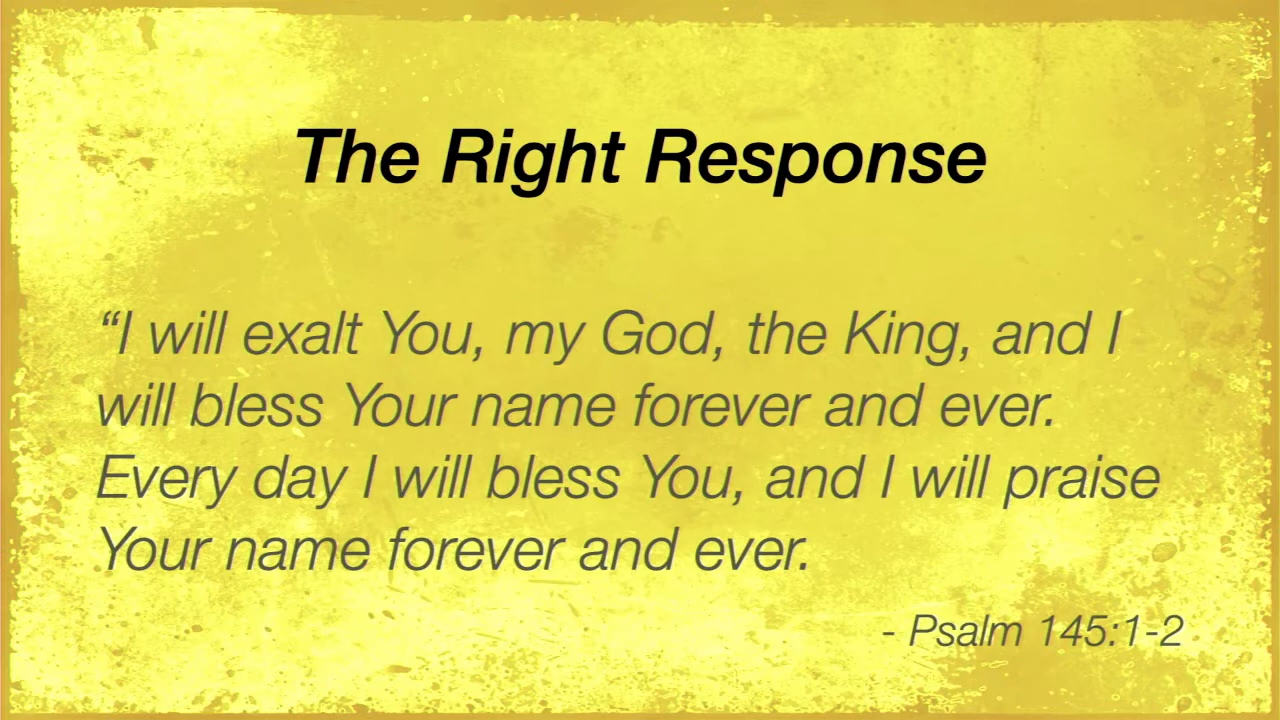 The Right Response
“I will exalt You, my God, the King, and I
will bless Your name forever and ever.
Every day I will bless You, and I will praise
Your name forever and ever.
- Psalm 145:1-2